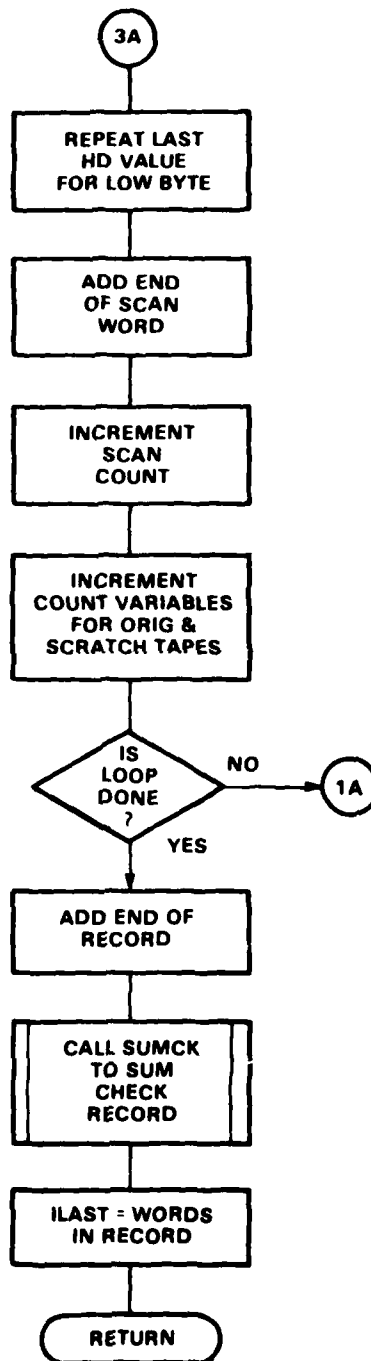 3A
REPEAT LAST
HD VALUE
FOR LOW BYTE
ADD END
OF SCAN
WORD
INCREMENT
SCAN
COUNT
INCREMENT
COUNT VARIABLES
FOR ORIG &
SCRATCH TAPES
IS
LOOP
DONE
?
NO
1A
YES
ADD END OF
RECORD
CALL SUMCK
TO SUM
CHECK
RECORD
ILAST = WORDS
IN RECORD
RETURN